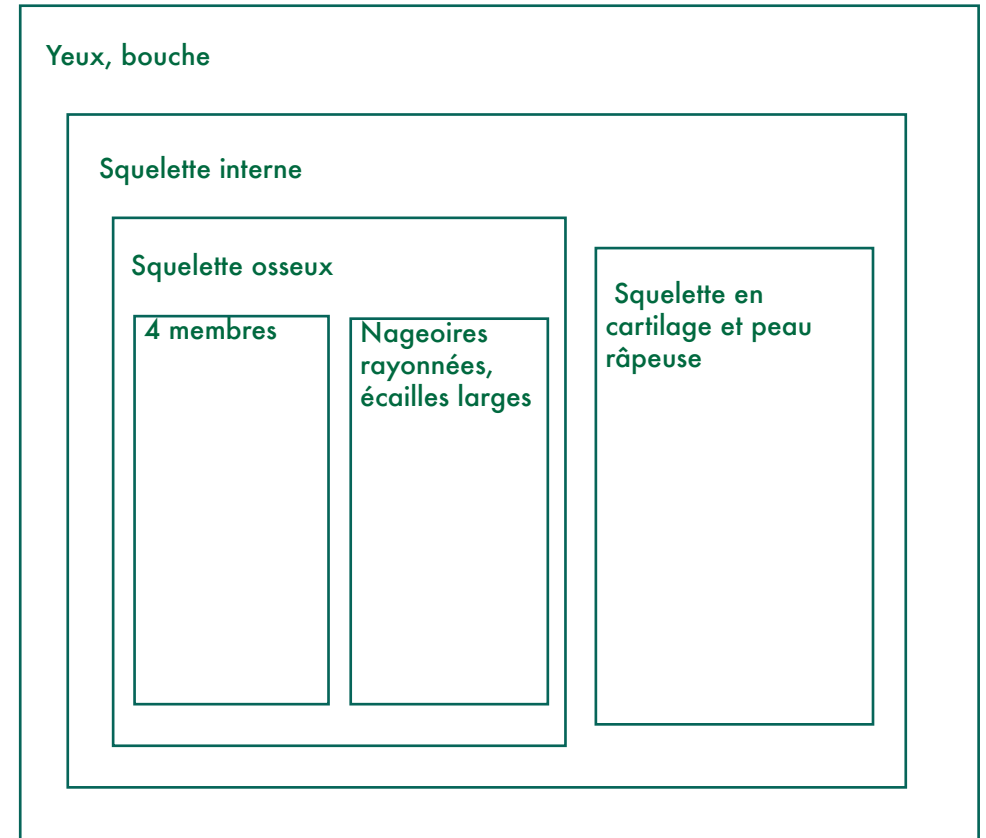 Yeux, bouche
Squelette interne
Squelette osseux
4 membres
Nageoires
rayonnées,
écailles larges
Squelette en
cartilage et peau
râpeuse